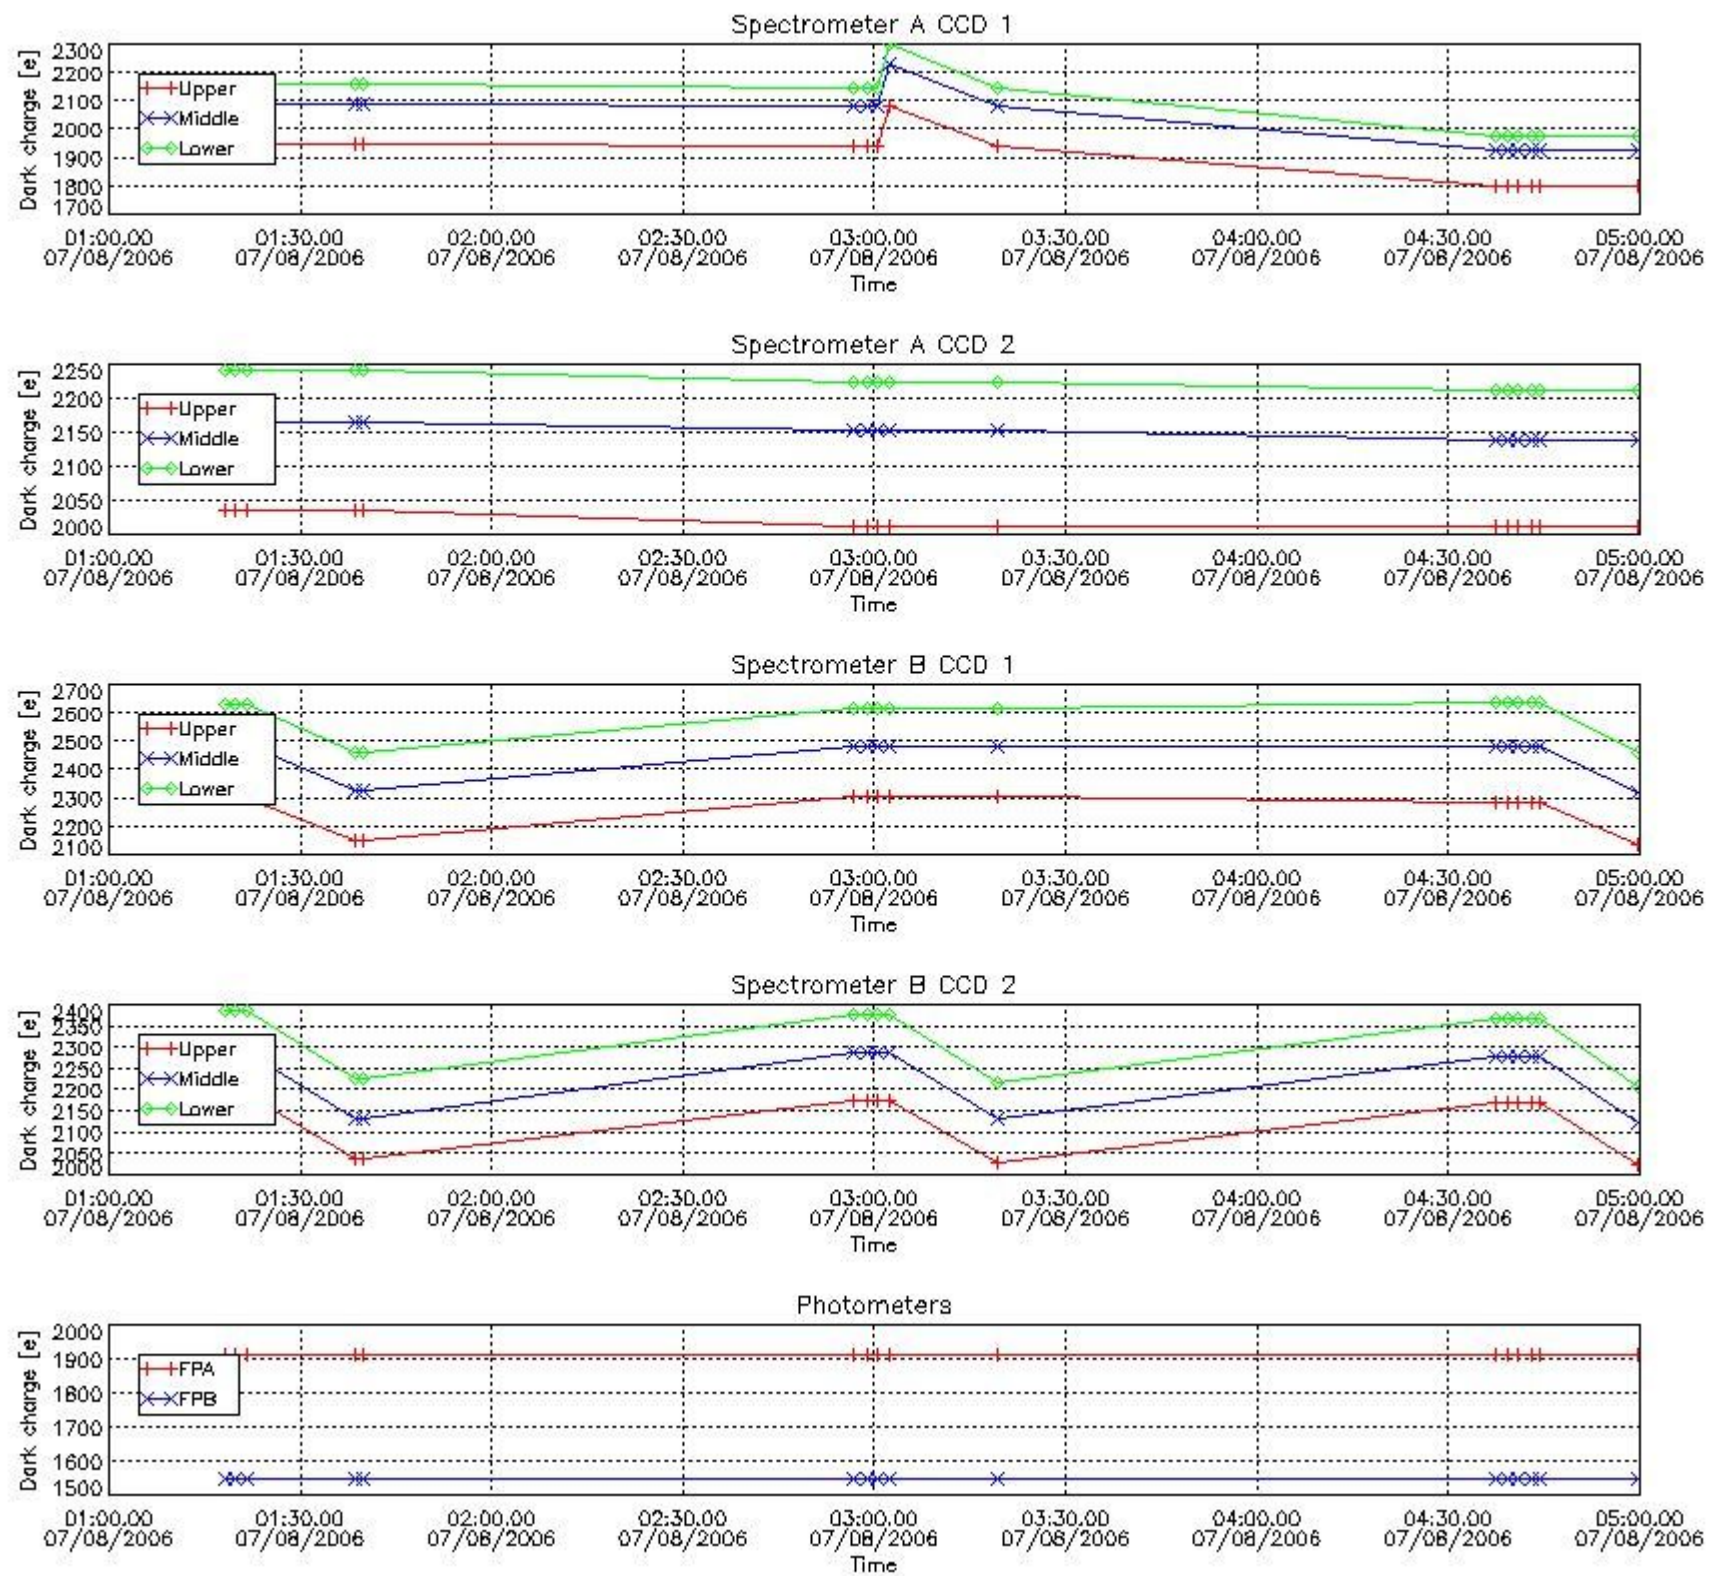 Spectrometer A CCD 1
Dark charge [e]
2300
2200
2100
2000
1900
1800
1700
Upper
Middle
Lower
01:00.00 01:30.00 02:00.00 02:30.00 03:00.00 03:30.00 04:00.00 04:30.00 05:00.00
07/08/2006 07/08/2006 07/08/2006 07/08/2006 07/08/2006 07/08/2006 07/08/2006 07/08/2006 07/08/2006
Time
Spectrometer A CCD 2
Dark charge [e]
2250
2200
2150
2100
2050
2000
Upper
Middle
Lower
01:00.00 01:30.00 02:00.00 02:30.00 03:00.00 03:30.00 04:00.00 04:30.00 05:00.00
07/08/2006 07/08/2006 07/08/2006 07/08/2006 07/08/2006 07/08/2006 07/08/2006 07/08/2006 07/08/2006
Time
Spectrometer B CCD 1
Dark charge [e]
2700
2600
2500
2400
2300
2200
2100
Upper
Middle
Lower
01:00.00 01:30.00 02:00.00 02:30.00 03:00.00 03:30.00 04:00.00 04:30.00 05:00.00
07/08/2006 07/08/2006 07/08/2006 07/08/2006 07/08/2006 07/08/2006 07/08/2006 07/08/2006 07/08/2006
Time
Spectrometer B CCD 2
Dark charge [e]
2400
2350
2300
2250
2200
2150
2100
2050
2000
Upper
Middle
Lower
01:00.00 01:30.00 02:00.00 02:30.00 03:00.00 03:30.00 04:00.00 04:30.00 05:00.00
07/08/2006 07/08/2006 07/08/2006 07/08/2006 07/08/2006 07/08/2006 07/08/2006 07/08/2006 07/08/2006
Time
Photometers
Dark charge [e]
2000
1900
1800
1700
1600
1500
FPA
FPB
01:00.00 01:30.00 02:00.00 02:30.00 03:00.00 03:30.00 04:00.00 04:30.00 05:00.00
07/08/2006 07/08/2006 07/08/2006 07/08/2006 07/08/2006 07/08/2006 07/08/2006 07/08/2006 07/08/2006
Time